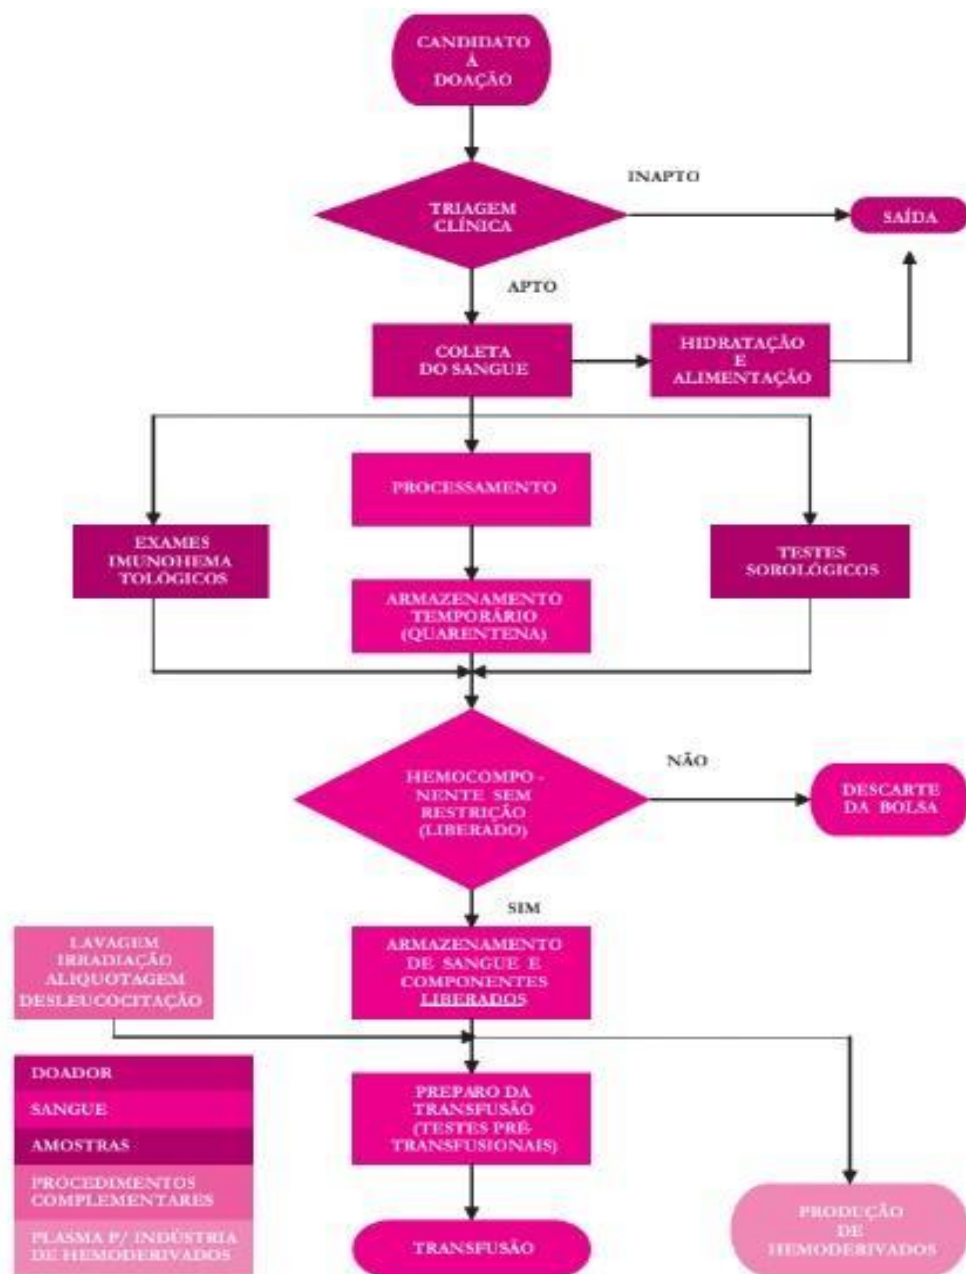 CANDIDATO
À
DOAÇÃO
INAPTO
TRIAGEM
CLÍNICA
SAÍDA
APTO
COLETA
DO SANGUE
HIDRATAÇÃO
E
ALIMENTAÇÃO
PROCESSAMENTO
EXAMES
IMUNOHEMA
TOLÓGICOS
TESTES
SOROLÓGICOS
ARMAZENAMENTO
TEMPORÁRIO
(QUARENTENA)
HEMOCOMPO -
NENTE SEM
RESTRIÇÃO
(LIBERADO)
NÃO
DESCARTE
DA BOLSA
SIM
LAVAGEM
IRRADIAÇÃO
ALIQUOTAGEM
DESLEUCOCITAÇÃO
ARMAZENAMENTO
DE SANGUE E
COMPONENTES
LIBERADOS
DOADOR
SANGUE
AMOSTRAS
PROCEDIMENTOS
COMPLEMENTARES
PLASMA P/ INDÚSTRIA
DE HEMODERIVADOS
PREPARO DA
TRANSFUSÃO
(TESTES PRÉ-
TRANSFUSIONAIS)
TRANSFUSÃO
PRODUÇÃO
DE
HEMODERIVADOS